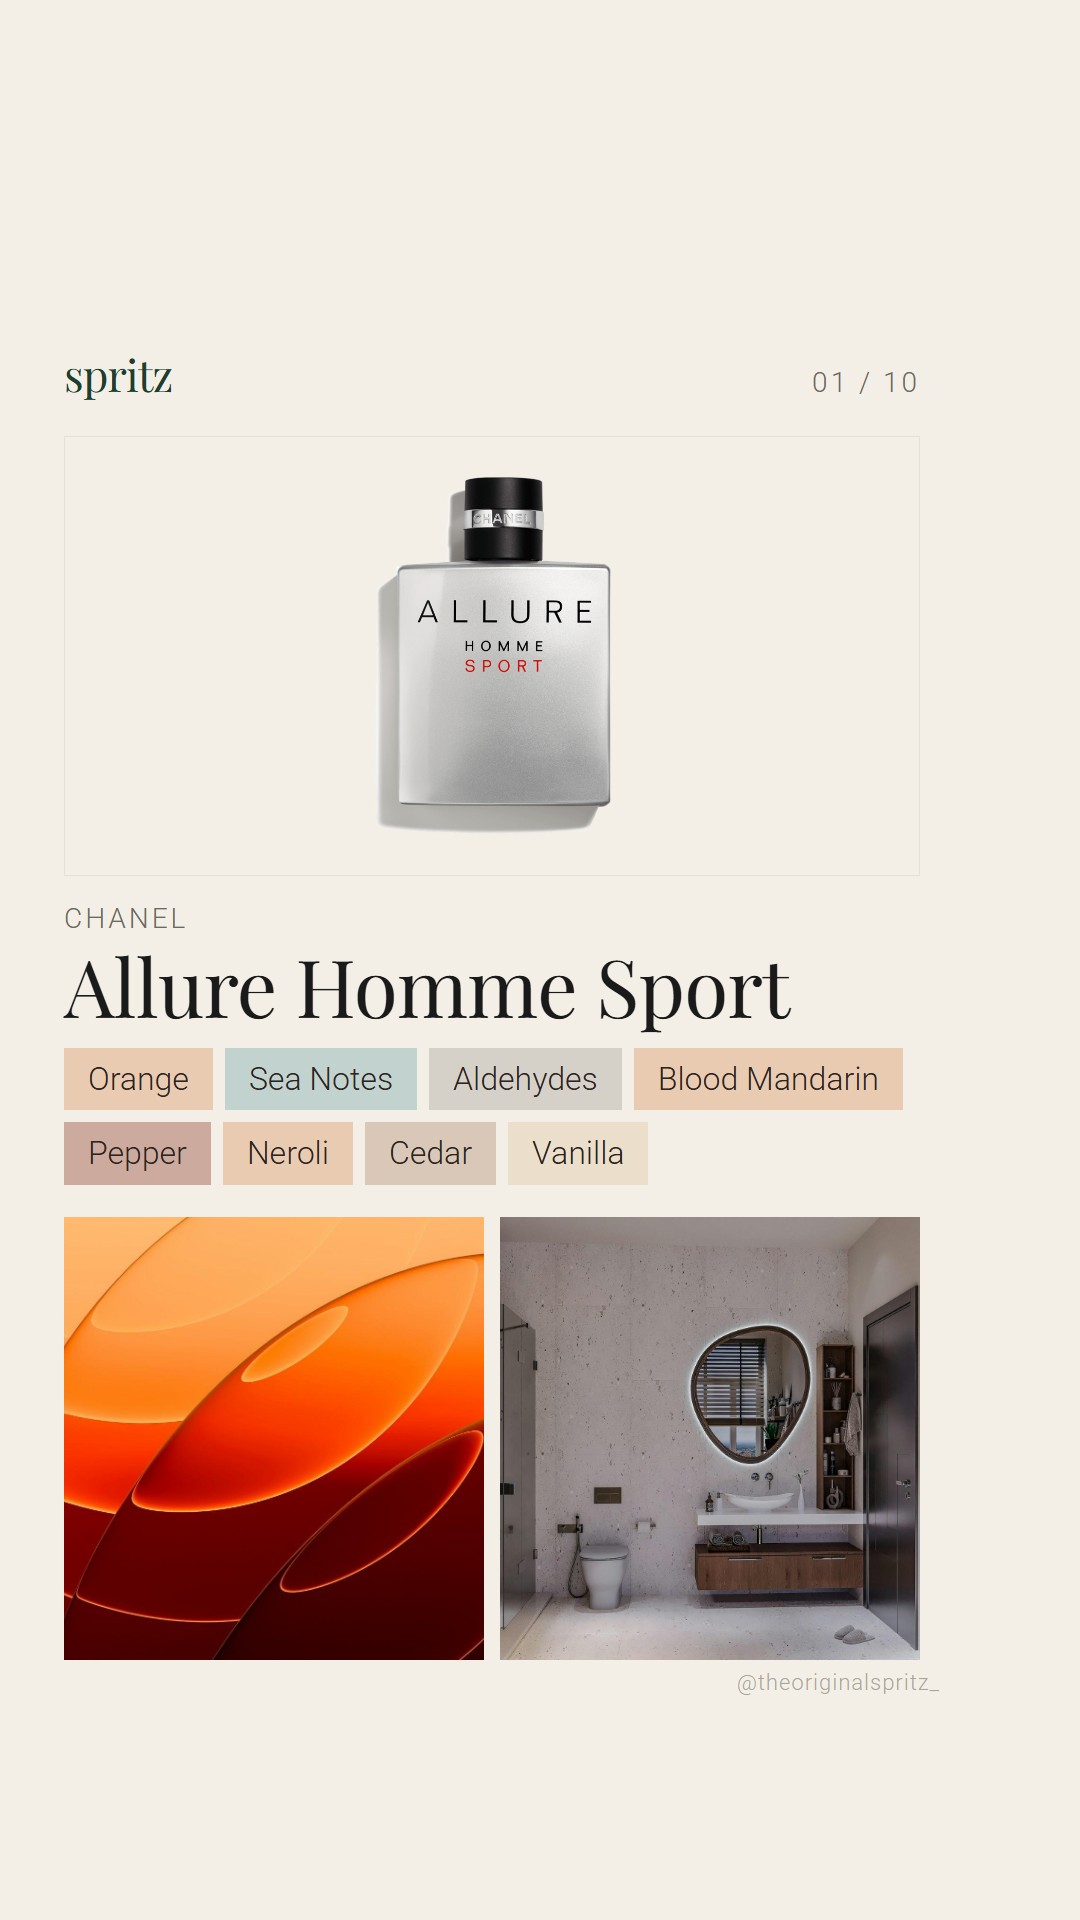 spritz
01 / 10
CHANEL
ALLURE
HOMME
SPORT
CHANEL
Allure Homme Sport
Orange Sea Notes Aldehydes Blood Mandarin
Pepper Neroli Cedar Vanilla
@theoriginalspritz_